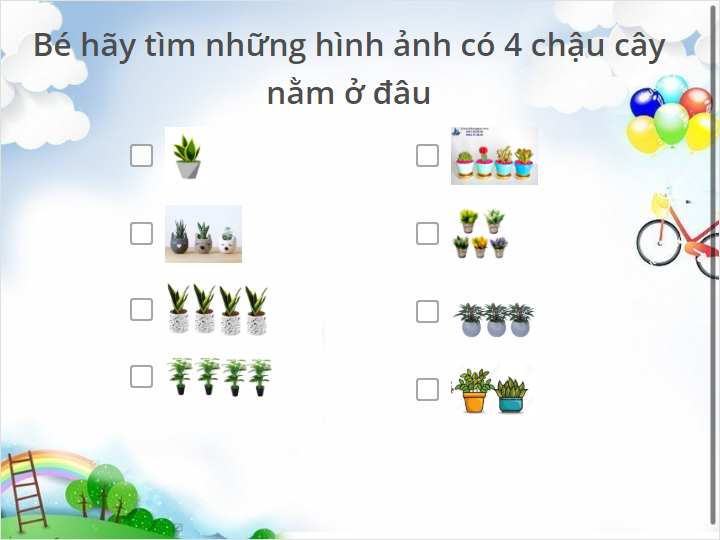 Bé hãy tìm những hình ảnh có 4 chậu cây
nằm ở đâu